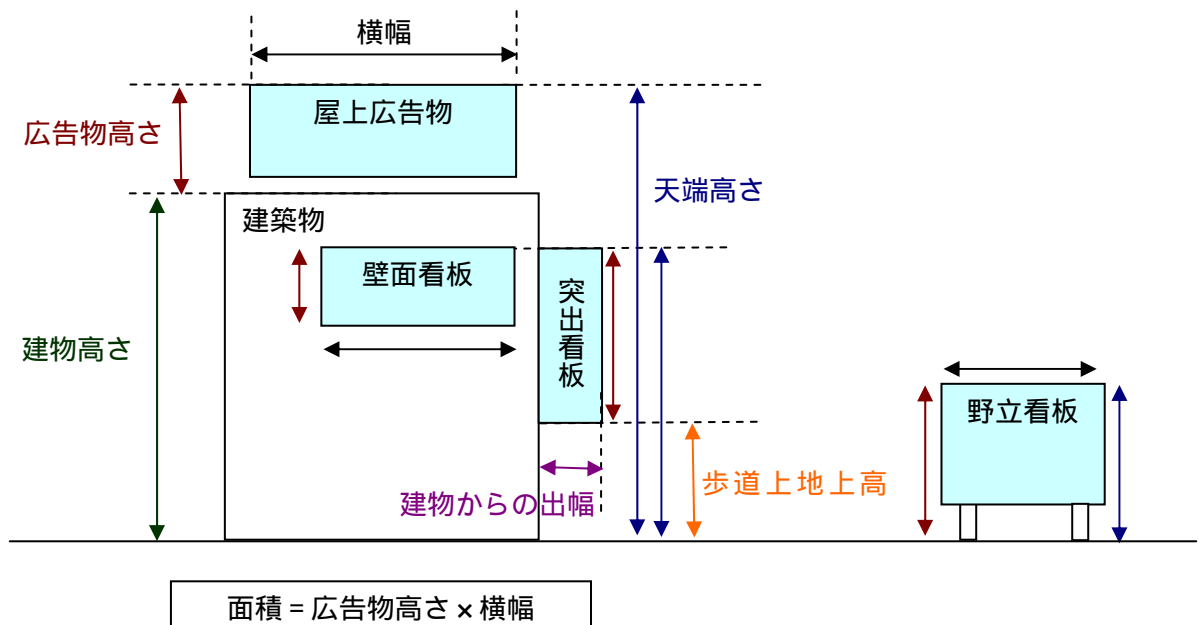 横幅
屋上広告物
広告物高さ
天端高さ
建築物
壁面看板
突出看板
建物高さ
野立看板
歩道上地上高
建物からの出幅
面積 = 広告物高さ × 横幅